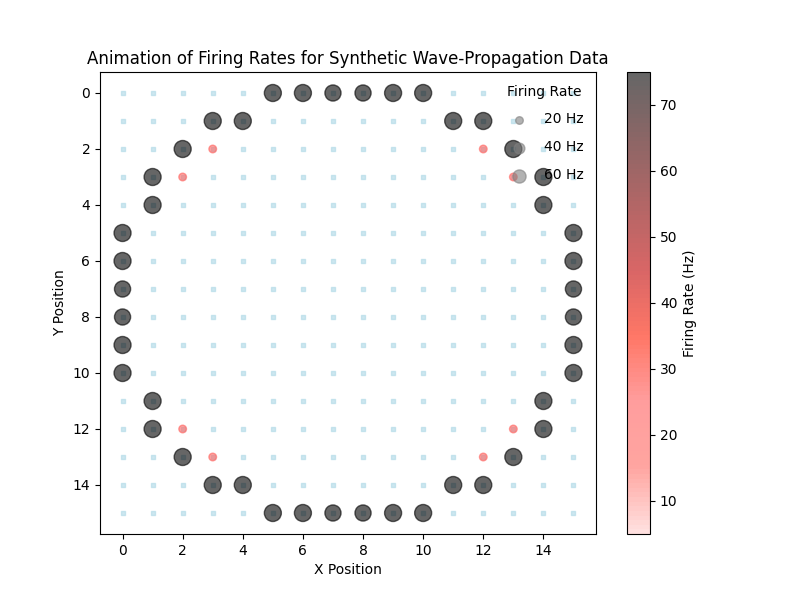 Animation of Firing Rates for Synthetic Wave-Propagation Data
Firing Rate
20 Hz
40 Hz
60 Hz
0
2
4
6
8
10
12
14
Y Position
0
2
4
6
8
10
12
14
X Position
70
60
50
40
30
20
10
Firing Rate (Hz)